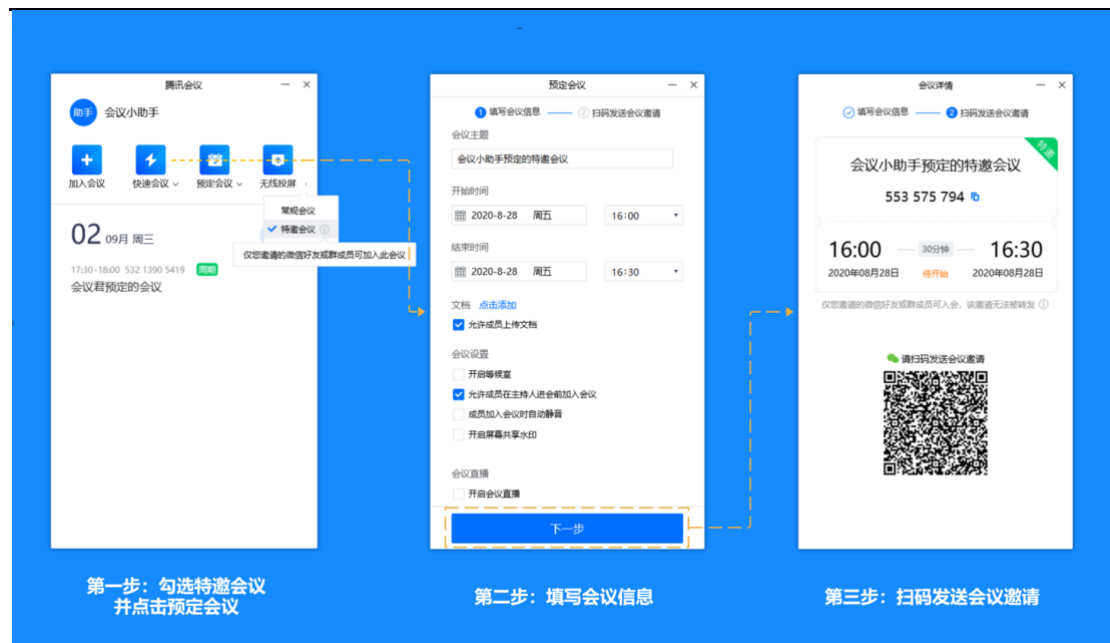 腾讯会议
助手 会议小助手
加入会议 快速会议 预定会议 无线投屏
常规会议
特邀会议
仅您邀请的微信好友或群成员可加入此会议
02 09月 周三
17:30-18:00 532 1390 5419 周期
会议君预定的会议
第一步：勾选特邀会议
并点击预定会议
预定会议
1 填写会议信息 2 扫码发送会议邀请
会议主题
会议小助手预定的特邀会议
开始时间
2020-8-28 周五 16:00
结束时间
2020-8-28 周五 16:30
文档 点击添加
允许成员上传文档
会议设置
开启等候室
允许成员在主持人进会前加入会议
成员加入会议时自动静音
开启屏幕共享水印
会议直播
开启会议直播
下一步
第二步：填写会议信息
会议详情
填写会议信息 2 扫码发送会议邀请
特邀
会议小助手预定的特邀会议
553 575 794
16:00 30分钟 16:30
2020年08月28日 待开始 2020年08月28日
仅您邀请的微信好友或群成员可入会，该邀请无法被转发
请扫码发送会议邀请
第三步：扫码发送会议邀请